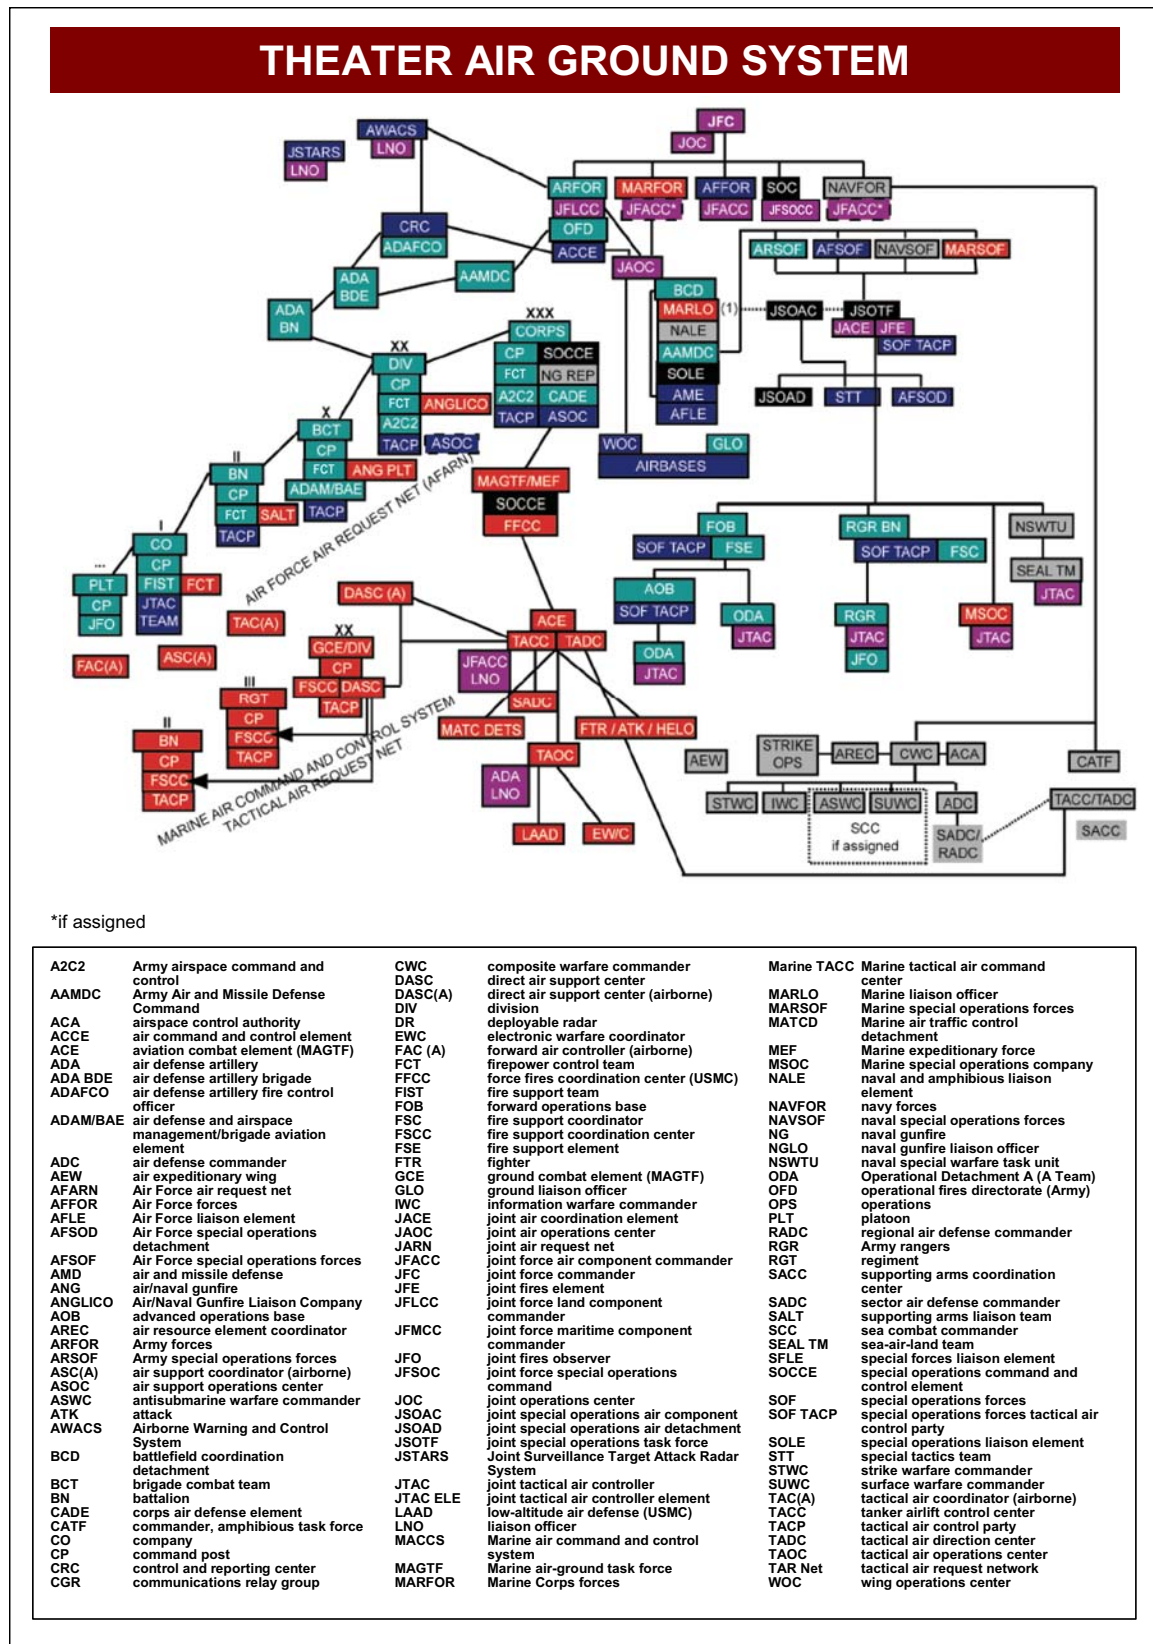 THEATER AIR GROUND SYSTEM
JFC
JOC
AWACS
LNO
JSTARS
LNO
ARFOR
JFLCC
OFD
ACCE
MARFOR
JFACC*
AFFOR
JFACC
SOC
JFSOCC
NAVFOR
JFACC*
CRC
ADAFCO
JAOC
ARSOF
AFSOF
NAVSOF
MARSOF
ADA
BDE
AAMDC
ADA
BN
BCD
MARLO
(1)
NALE
AAMDC
SOLE
AME
AFLE
JSOAC
JSOTF
JACE
JFE
SOF TACP
XXX
CORPS
CP
SOCCE
FCT
NG REP
A2C2
CADE
TACP
ASOC
XX
DIV
CP
FCT
ANGLICO
A2C2
TACP
ASOC
JSOAD
STT
AFSOD
X
BCT
CP
FCT
ANG PLT
ADAM/BAE
TACP
WOC
GLO
AIRBASES
II
BN
CP
FCT
SALT
TACP
AIR FORCE AIR REQUEST NET (AFARN)
MAGTF/MEF
SOCCE
FFCC
I
CO
CP
FIST
FCT
JTAC
TEAM
...
PLT
CP
JFO
FOB
SOF TACP
FSE
RGR BN
SOF TACP
FSC
NSWTU
SEAL TM
JTAC
AOB
SOF TACP
ODA
JTAC
ODA
JTAC
RGR
JTAC
JFO
MSOC
JTAC
DASC (A)
TAC(A)
ASC(A)
FAC(A)
ACE
TACC
TADC
JFACC
LNO
SADC
MATC DETS
FTR / ATK / HELO
TAOC
ADA
LNO
LAAD
EW/C
XX
GCE/DIV
CP
FSCC
DASC
TACP
III
RGT
CP
FSCC
TACP
II
BN
CP
FSCC
TACP
MARINE AIR COMMAND AND CONTROL SYSTEM
TACTICAL AIR REQUEST NET
AEW
STRIKE
OPS
AREC
CWC
ACA
CATF
STWC
IWC
ASWC
SUWC
ADC
TACC/TADC
SCC
if assigned
SADC/
RADC
SACC
*if assigned
A2C2 Army airspace command and
control
AAMDC Army Air and Missile Defense
Command
ACA airspace control authority
ACCE air command and control element
ACE aviation combat element (MAGTF)
ADA air defense artillery
ADA BDE air defense artillery brigade
ADAFCO air defense artillery fire control
officer
ADAM/BAE air defense and airspace
management/brigade aviation
element
ADC air defense commander
AEW air expeditionary wing
AFARN Air Force air request net
AFFOR Air Force forces
AFLE Air Force liaison element
AFSOD Air Force special operations
detachment
AFSOF Air Force special operations forces
AMD air and missile defense
ANG air/naval gunfire
ANGLICO Air/Naval Gunfire Liaison Company
AOB advanced operations base
AREC air resource element coordinator
ARFOR Army forces
ARSOF Army special operations forces
ASC(A) air support coordinator (airborne)
ASOC air support operations center
ASWC antisubmarine warfare commander
ATK attack
AWACS Airborne Warning and Control
System
BCD battlefield coordination
detachment
BCT brigade combat team
BN battalion
CADE corps air defense element
CATF commander, amphibious task force
CO company
CP command post
CRC control and reporting center
CGR communications relay group
CWC composite warfare commander
DASC direct air support center
DASC(A) direct air support center (airborne)
DIV division
DR deployable radar
EWC electronic warfare coordinator
FAC (A) forward air controller (airborne)
FCT firepower control team
FFCC force fires coordination center (USMC)
FIST fire support team
FOB forward operations base
FSC fire support coordinator
FSCC fire support coordination center
FSE fire support element
FTR fighter
GCE ground combat element (MAGTF)
GLO ground liaison officer
IWC information warfare commander
JACE joint air coordination element
JAOC joint air operations center
JARN joint air request net
JFACC joint force air component commander
JFC joint force commander
JFE joint fires element
JFLCC joint force land component
commander
JFMCC joint force maritime component
commander
JFO joint fires observer
JFSOC joint force special operations
command
JOC joint operations center
JSOAC joint special operations air component
JSOAD joint special operations air detachment
JSOTF joint special operations task force
JSTARS Joint Surveillance Target Attack Radar
System
JTAC joint tactical air controller
JTAC ELE joint tactical air controller element
LAAD low-altitude air defense (USMC)
LNO liaison officer
MACCS Marine air command and control
system
MAGTF Marine air-ground task force
MARFOR Marine Corps forces
Marine TACC Marine tactical air command
center
MARLO Marine liaison officer
MARSOF Marine special operations forces
MATCD Marine air traffic control
detachment
MEF Marine expeditionary force
MSOC Marine special operations company
NALE naval and amphibious liaison
element
NAVFOR navy forces
NAVSOF naval special operations forces
NG naval gunfire
NGLO naval gunfire liaison officer
NSWTU naval special warfare task unit
ODA Operational Detachment A (A Team)
OFD operational fires directorate (Army)
OPS operations
PLT platoon
RADC regional air defense commander
RGR Army rangers
RGT regiment
SACC supporting arms coordination
center
SADC sector air defense commander
SALT supporting arms liaison team
SCC sea combat commander
SEAL TM sea-air-land team
SFLE special forces liaison element
SOCCE special operations command and
control element
SOF special operations forces
SOF TACP special operations forces tactical air
control party
SOLE special operations liaison element
STT special tactics team
STWC strike warfare commander
SUWC surface warfare commander
TAC(A) tactical air coordinator (airborne)
TACC tanker airlift control center
TACP tactical air control party
TADC tactical air direction center
TAOC tactical air operations center
TAR Net tactical air request network
WOC wing operations center